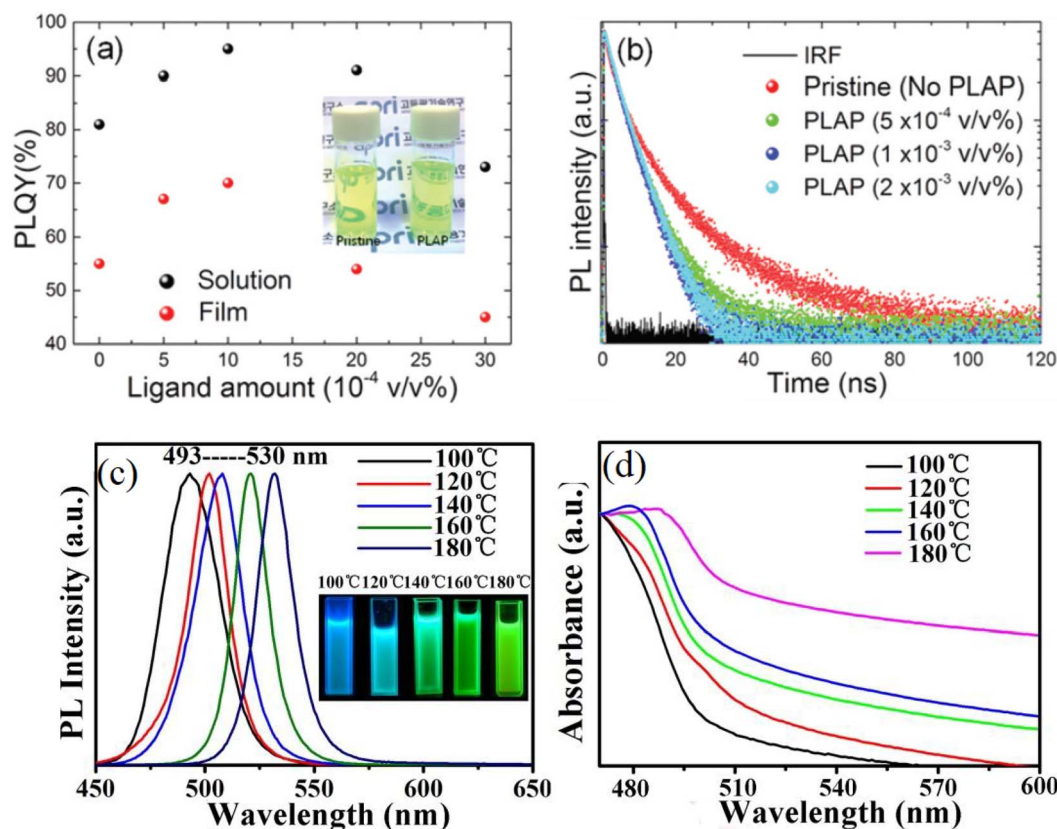 (a)
PLQY(%)
100
90
80
70
60
50
40
Pristine
PLAP
Solution
Film
0
5
10
15
20
25
30
Ligand amount (10⁻⁴ v/v%)
(b)
PL intensity (a.u.)
IRF
Pristine (No PLAP)
PLAP (5 x10⁻⁴ v/v%)
PLAP (1 x10⁻³ v/v%)
PLAP (2 x10⁻³ v/v%)
0
20
40
60
80
100
120
Time (ns)
(c)
493-----530 nm
PL Intensity (a.u.)
100℃
120℃
140℃
160℃
180℃
100℃ 120℃ 140℃ 160℃ 180℃
450
500
550
600
650
Wavelength (nm)
(d)
Absorbance (a.u.)
100℃
120℃
140℃
160℃
180℃
480
510
540
570
600
Wavelength (nm)